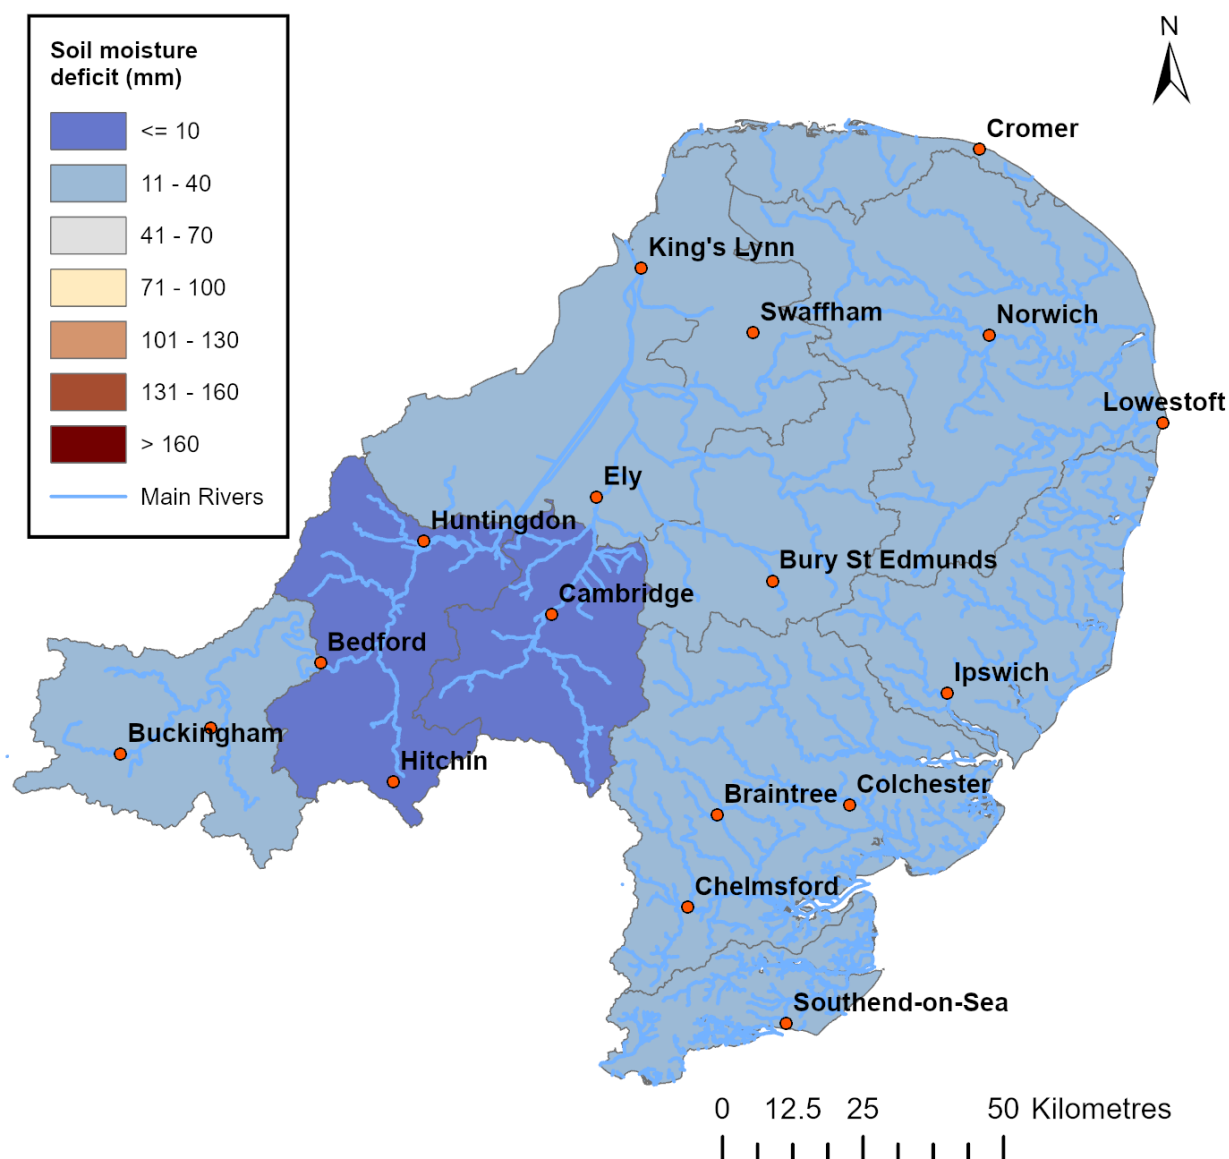 Soil moisture
deficit (mm)
<= 10
11 - 40
41 - 70
71 - 100
101 - 130
131 - 160
> 160
Main Rivers
N
Cromer
King's Lynn
Swaffham
Norwich
Lowestoft
Ely
Huntingdon
Bury St Edmunds
Cambridge
Bedford
Ipswich
Buckingham
Hitchin
Braintree
Colchester
Chelmsford
Southend-on-Sea
0 12.5 25 50 Kilometres